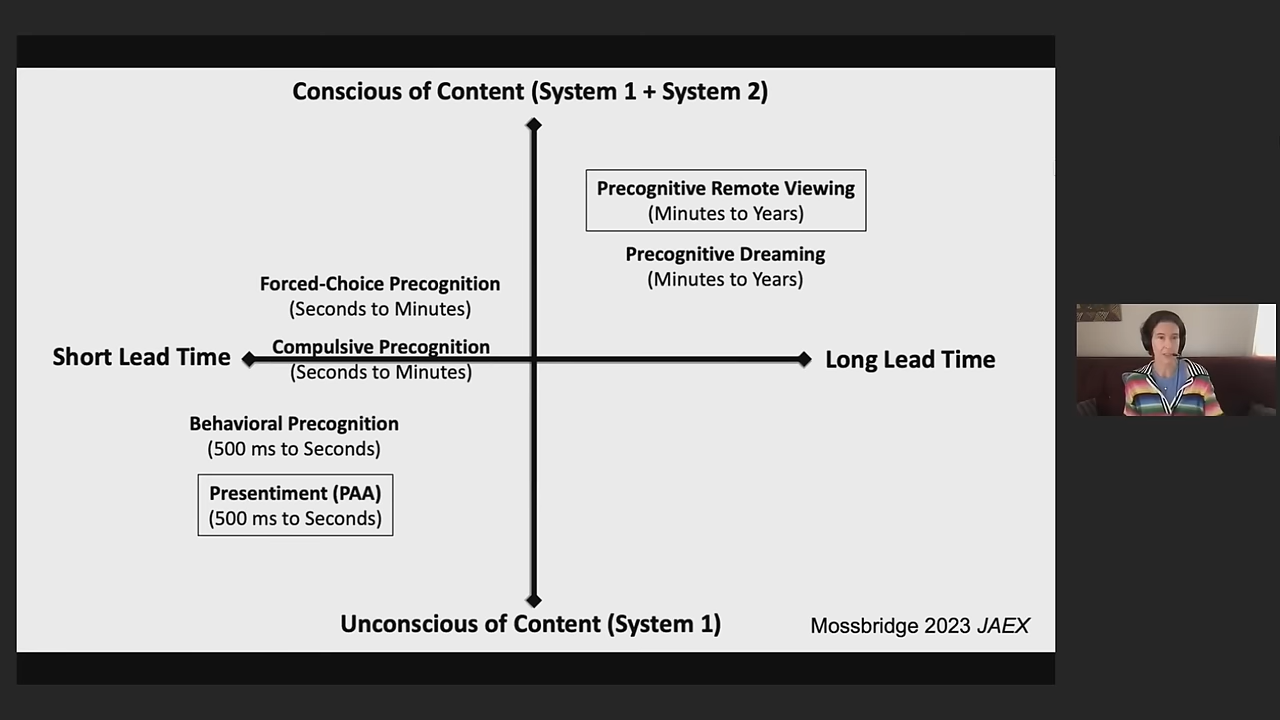 Conscious of Content (System 1 + System 2)
Precognitive Remote Viewing
(Minutes to Years)
Precognitive Dreaming
(Minutes to Years)
Forced-Choice Precognition
(Seconds to Minutes)
Short Lead Time
Compulsive Precognition
(Seconds to Minutes)
Long Lead Time
Behavioral Precognition
(500 ms to Seconds)
Presentiment (PAA)
(500 ms to Seconds)
Unconscious of Content (System 1)
Mossbridge 2023 JAEX